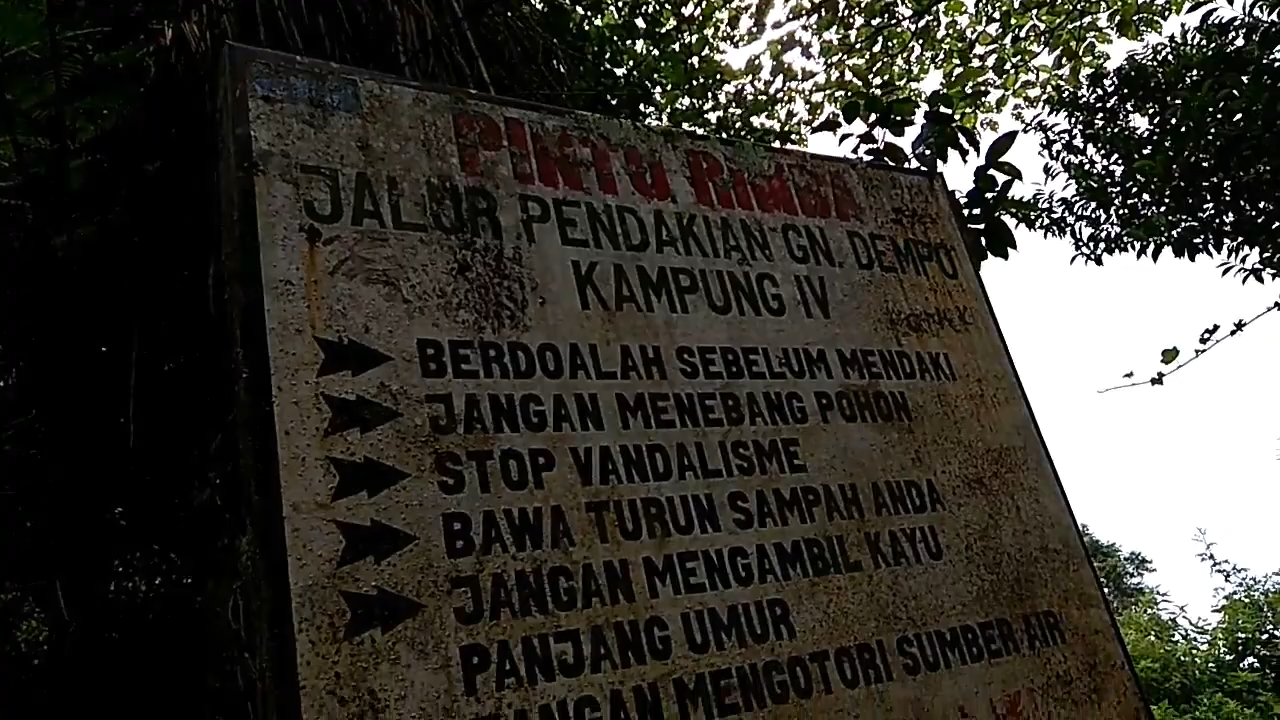 PINTU RIMBA
JALUR PENDAKIAN GN. DEMPO
KAMPUNG IV
BERDOALAH SEBELUM MENDAKI
JANGAN MENEBANG POHON
STOP VANDALISME
BAWA TURUN SAMPAH ANDA
JANGAN MENGAMBIL KAYU
PANJANG UMUR
JANGAN MENGOTORI SUMBER AIR